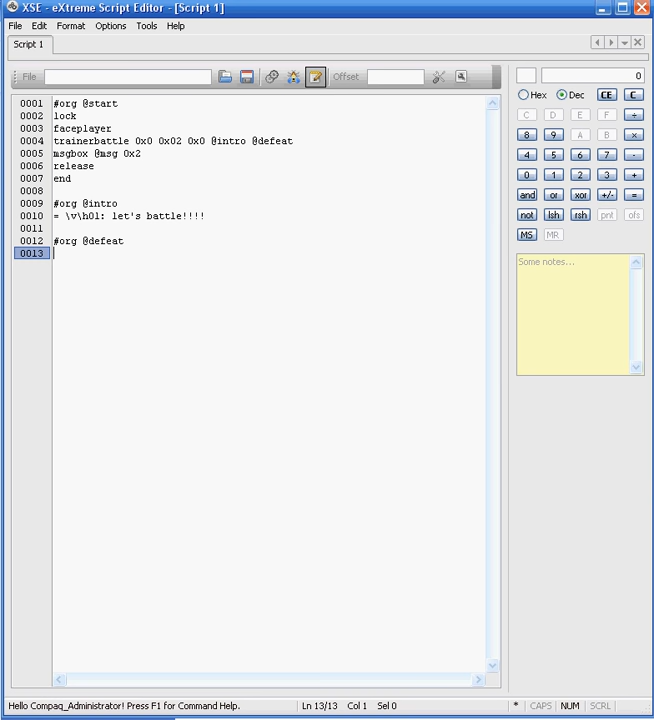 XSE - eXtreme Script Editor - [Script 1]
File Edit Format Options Tools Help
Script 1
File Offset
0
Hex Dec CE C
C D E F ÷
8 9 A B ×
4 5 6 7 -
0 1 2 3 +
and or xor +/- =
not lsh rsh pnt ofs
MS MR
Some notes...
0001 #org @start
0002 lock
0003 faceplayer
0004 trainerbattle 0x0 0x02 0x0 @intro @defeat
0005 msgbox @msg 0x2
0006 release
0007 end
0008
0009 #org @intro
0010 = \v\h01: let's battle!!!!
0011
0012 #org @defeat
0013
Hello Compaq_Administrator! Press F1 for Command Help. Ln 13/13 Col 1 Sel 0 * CAPS NUM SCRL